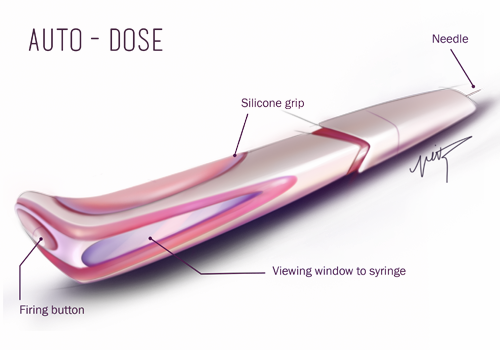 AUTO - DOSE
Needle
Silicone grip
Viewing window to syringe
Firing button